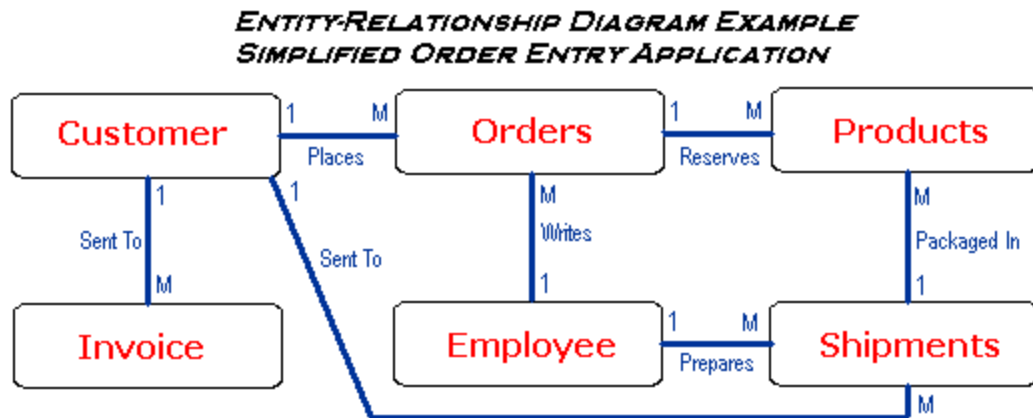 Entity-Relationship Diagram Example
Simplified Order Entry Application
Customer
1
M
Places
Orders
1
M
Reserves
Products
1
Sent To
M
1
Sent To
M
Writes
1
M
Packaged In
1
Invoice
Employee
1
M
Prepares
Shipments
M